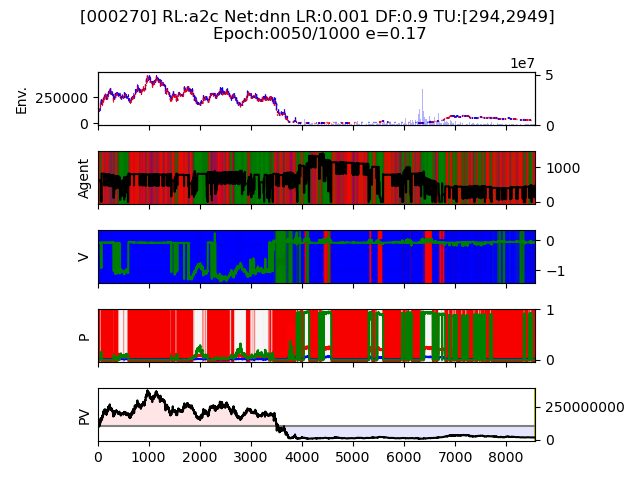 [000270] RL:a2c Net:dnn LR:0.001 DF:0.9 TU:[294,2949]
Epoch:0050/1000 e=0.17
1e7
Env.
250000
0
5
0
Agent
1000
0
V
0
−1
P
1
0
PV
250000000
0
0 1000 2000 3000 4000 5000 6000 7000 8000